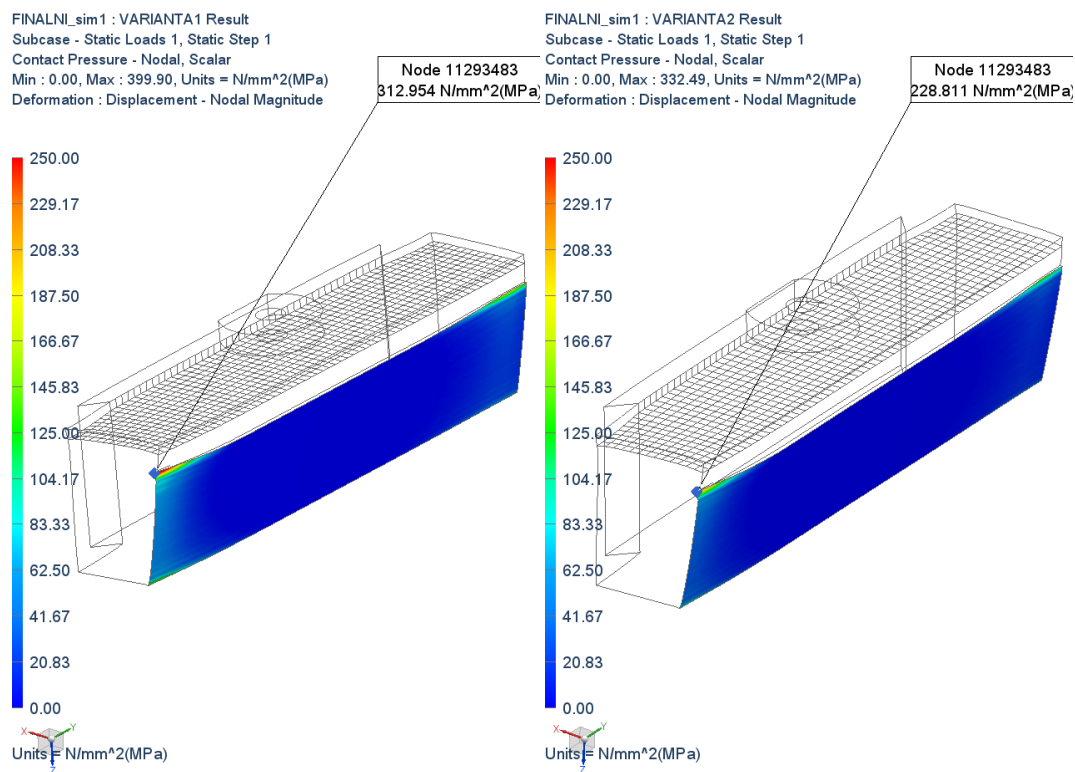 FINALNI_sim1 : VARIANTA1 Result
Subcase - Static Loads 1, Static Step 1
Contact Pressure - Nodal, Scalar
Min : 0.00, Max : 399.90, Units = N/mm^2(MPa)
Deformation : Displacement - Nodal Magnitude
Node 11293483
312.954 N/mm^2(MPa)
250.00
229.17
208.33
187.50
166.67
145.83
125.00
104.17
83.33
62.50
41.67
20.83
0.00
X
Y
Z
Units = N/mm^2(MPa)
FINALNI_sim1 : VARIANTA2 Result
Subcase - Static Loads 1, Static Step 1
Contact Pressure - Nodal, Scalar
Min : 0.00, Max : 332.49, Units = N/mm^2(MPa)
Deformation : Displacement - Nodal Magnitude
Node 11293483
228.811 N/mm^2(MPa)
250.00
229.17
208.33
187.50
166.67
145.83
125.00
104.17
83.33
62.50
41.67
20.83
0.00
X
Y
Z
Units = N/mm^2(MPa)